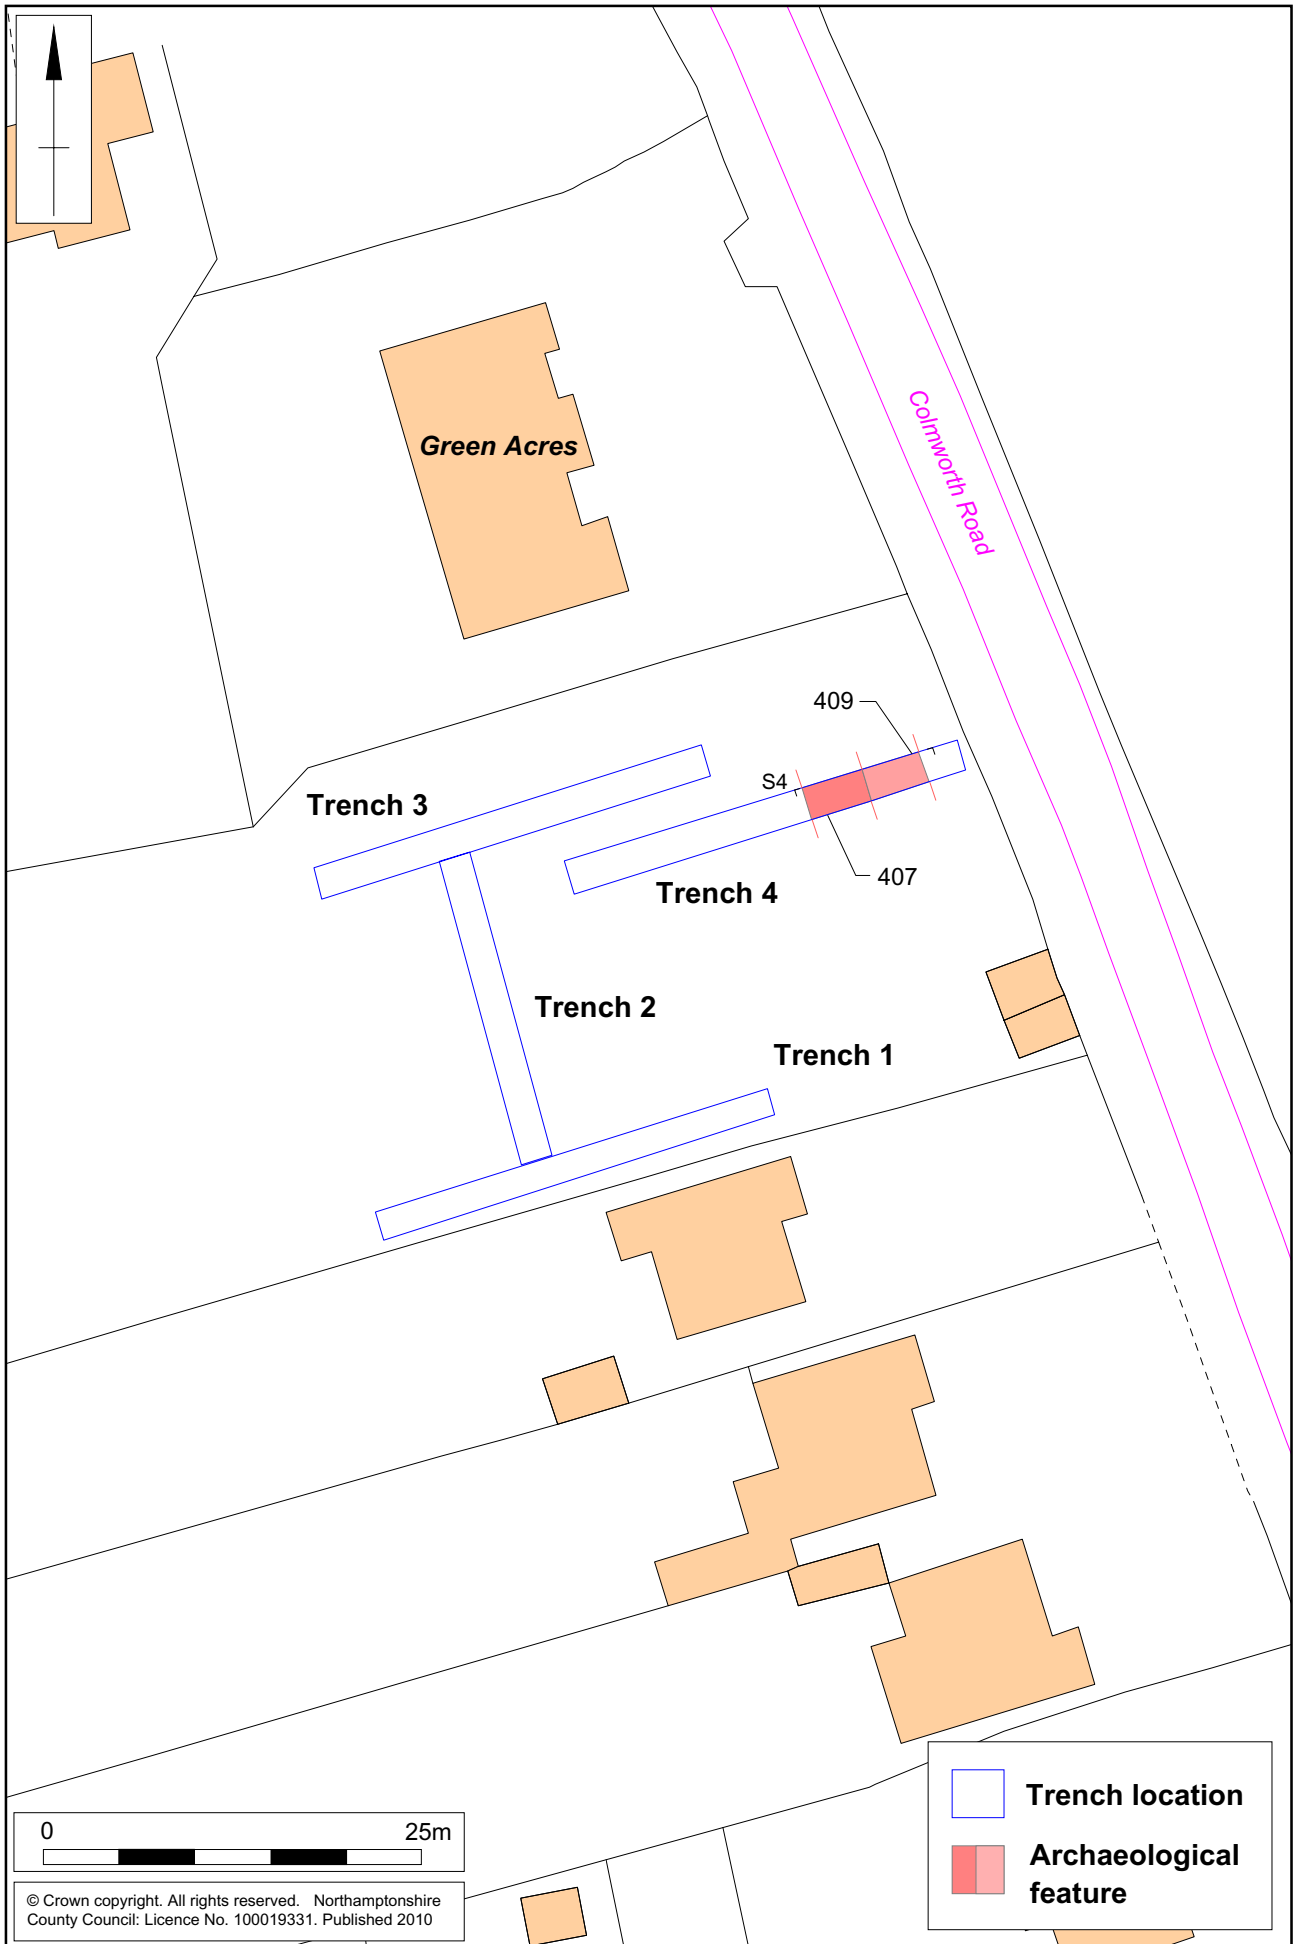 Green Acres
Colmworth Road
409
S4
Trench 3
407
Trench 4
Trench 2
Trench 1
Trench location
Archaeological
feature
0 25m
© Crown copyright. All rights reserved. Northamptonshire
County Council: Licence No. 100019331. Published 2010